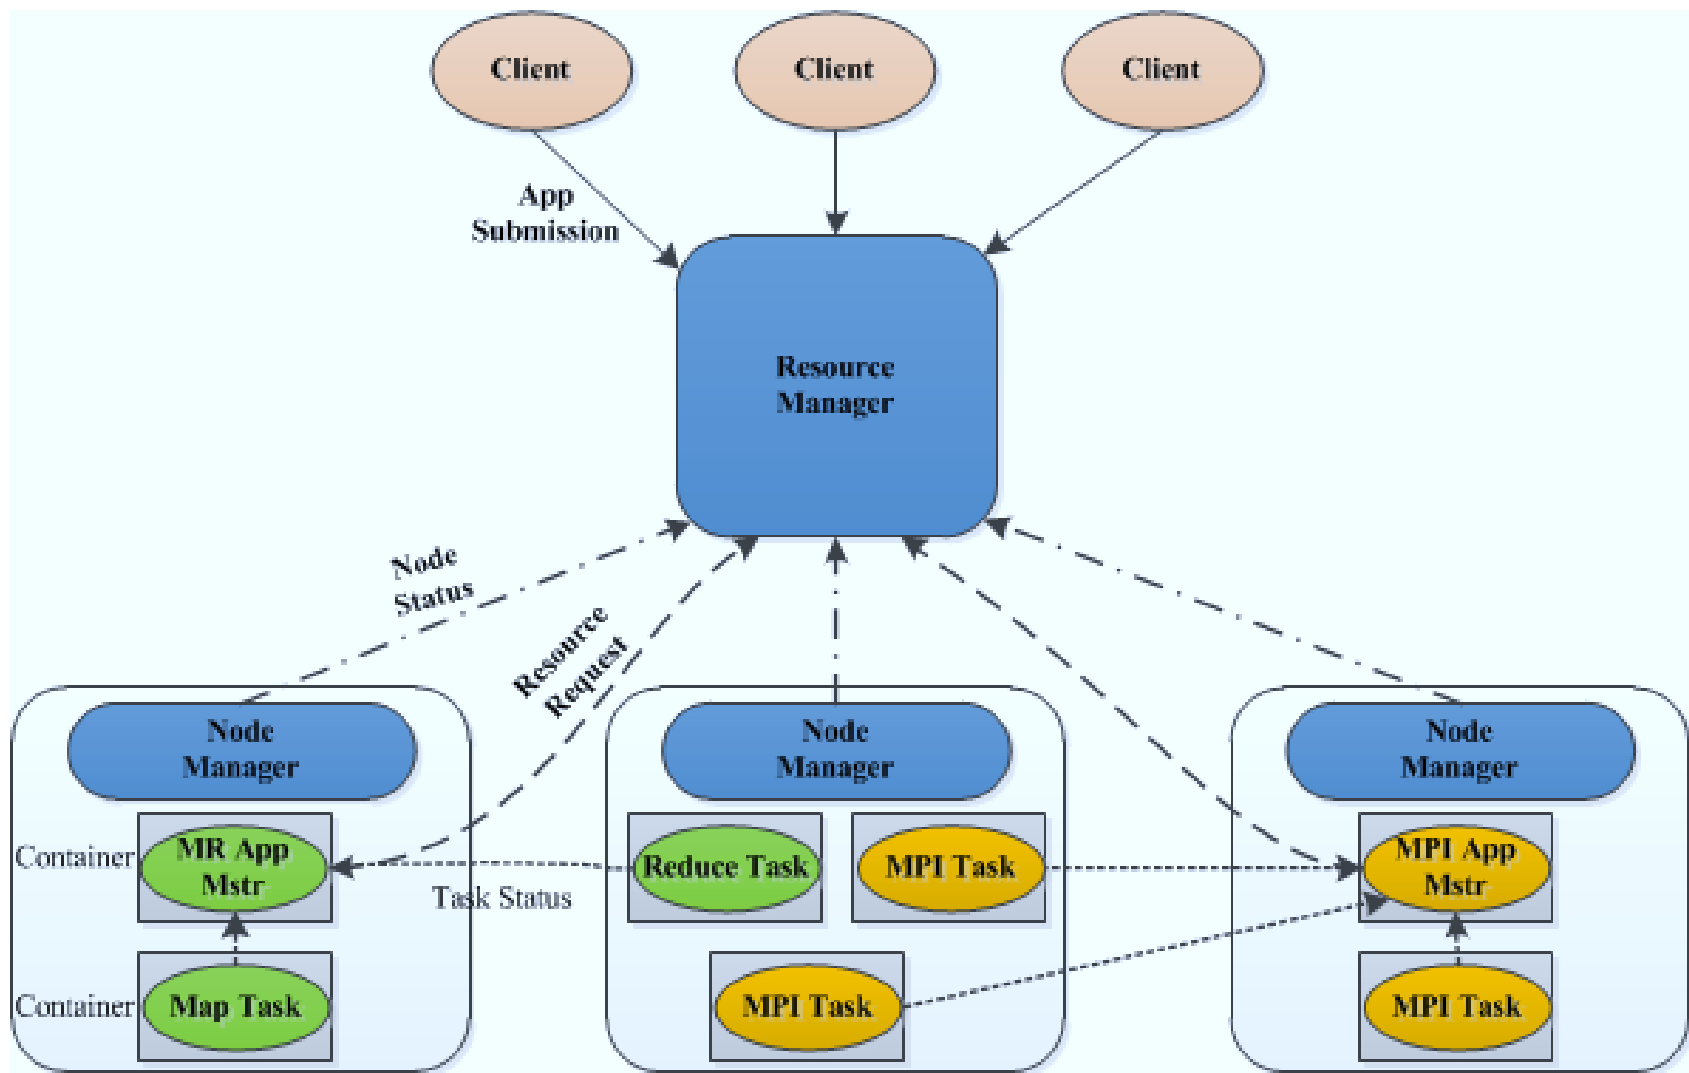 Client
Client
Client
App
Submission
Resource
Manager
Node
Status
Resource
Request
Node
Manager
Node
Manager
Node
Manager
Container
MR App
Mstr
Reduce Task
MPI Task
MPI App
Mstr
Task Status
Container
Map Task
MPI Task
MPI Task